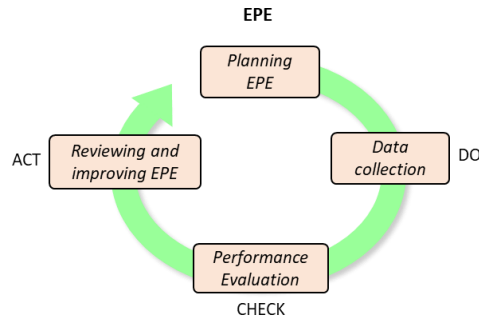 EPE
Planning
EPE
Data
collection
DO
Performance
Evaluation
CHECK
Reviewing and
improving EPE
ACT